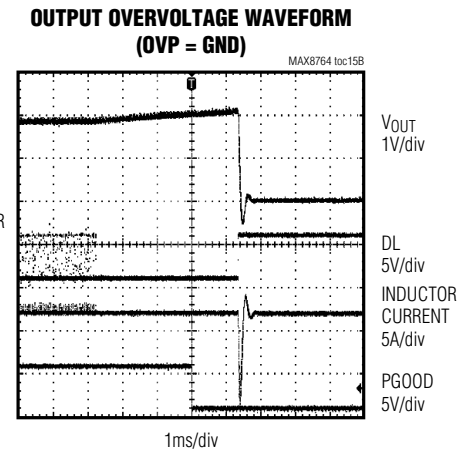 OUTPUT OVERVOLTAGE WAVEFORM
(OVP = GND)
MAX8764 toc15B
T
VOUT
1V/div
R
DL
5V/div
INDUCTOR
CURRENT
5A/div
PGOOD
5V/div
1ms/div